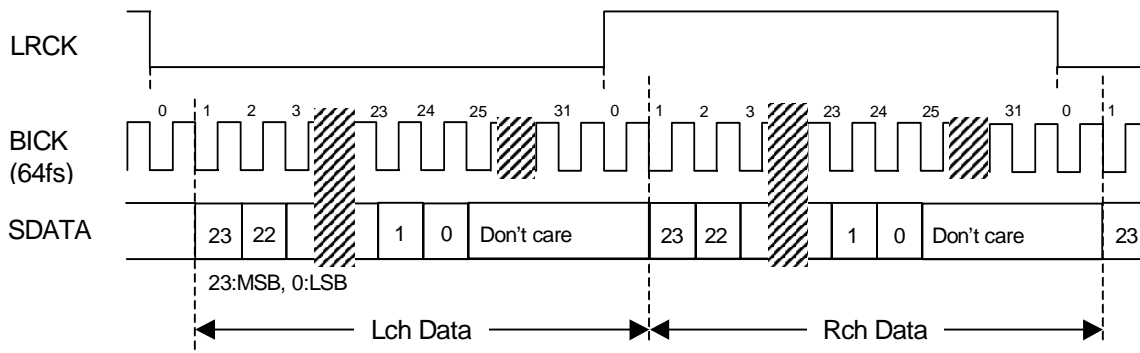 LRCK
0 1 2 3 23 24 25 31 0 1 2 3 23 24 25 31 0 1
BICK
(64fs)
SDATA 23 22 1 0 Don't care 23 22 1 0 Don't care 23
23:MSB, 0:LSB
Lch Data Rch Data